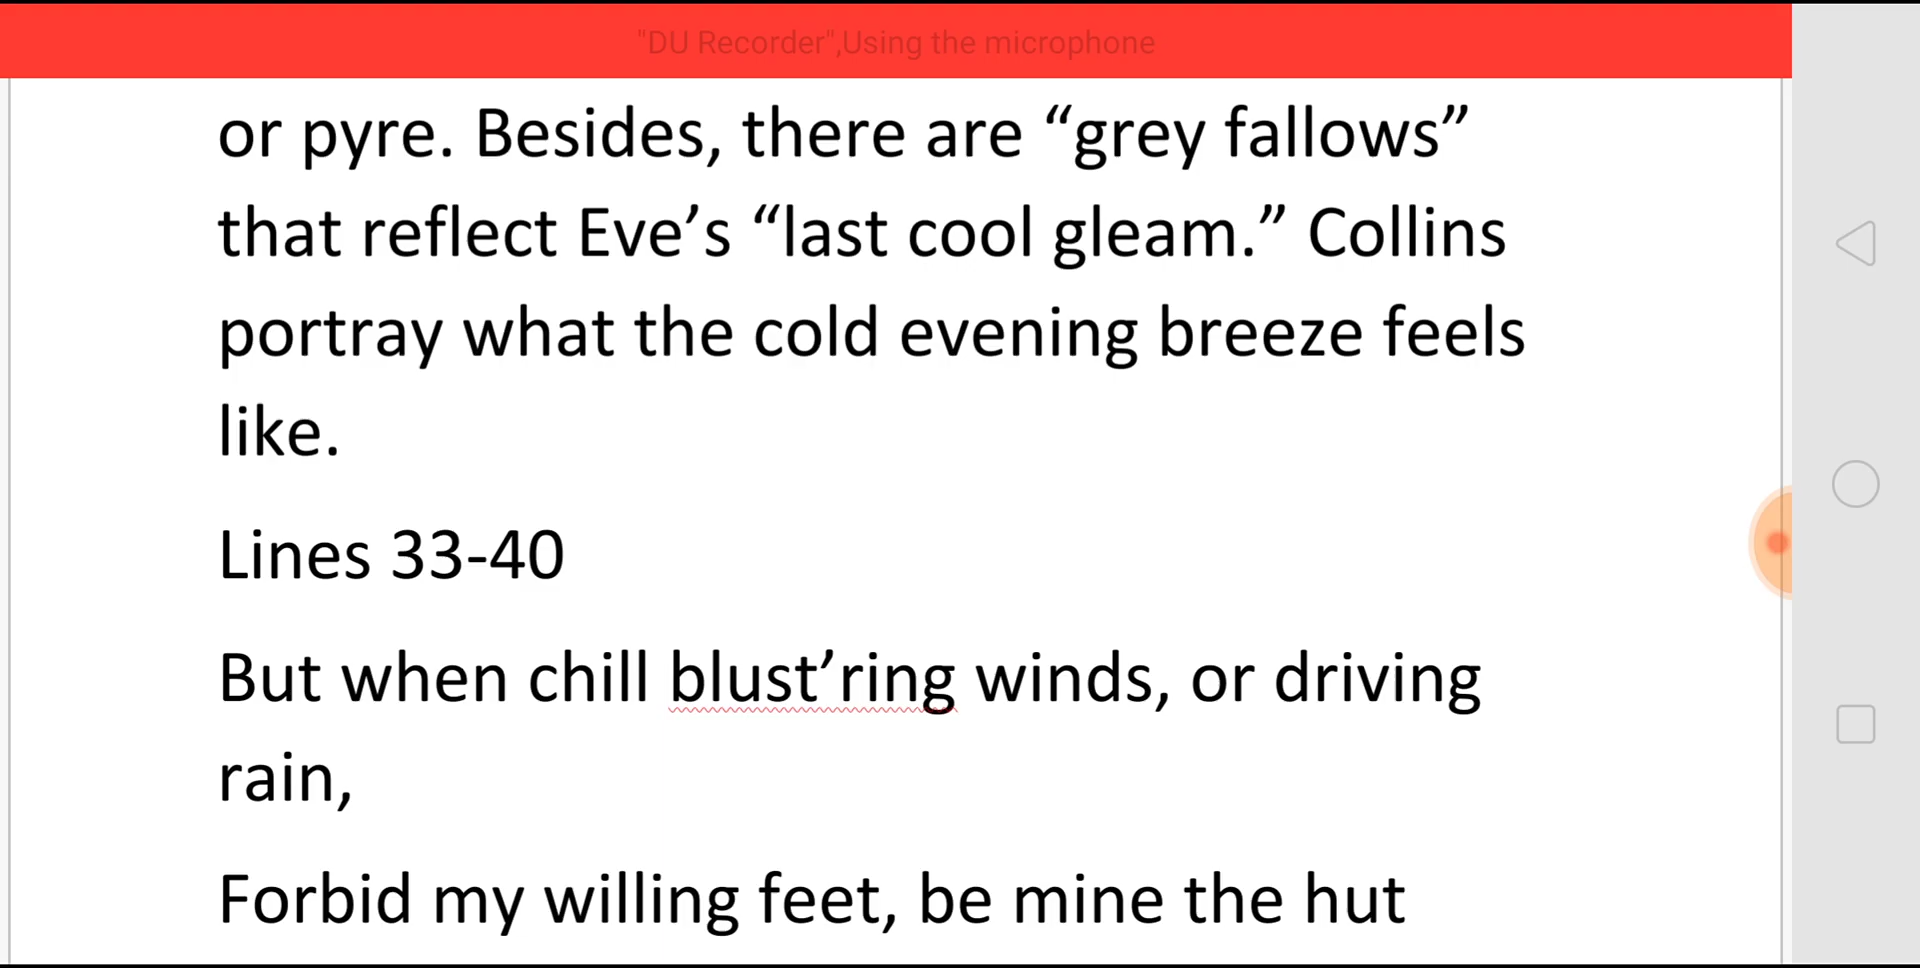 "DU Recorder",Using the microphone
or pyre. Besides, there are “grey fallows”
that reflect Eve’s “last cool gleam.” Collins
portray what the cold evening breeze feels
like.
Lines 33-40
But when chill blust’ring winds, or driving
rain,
Forbid my willing feet, be mine the hut